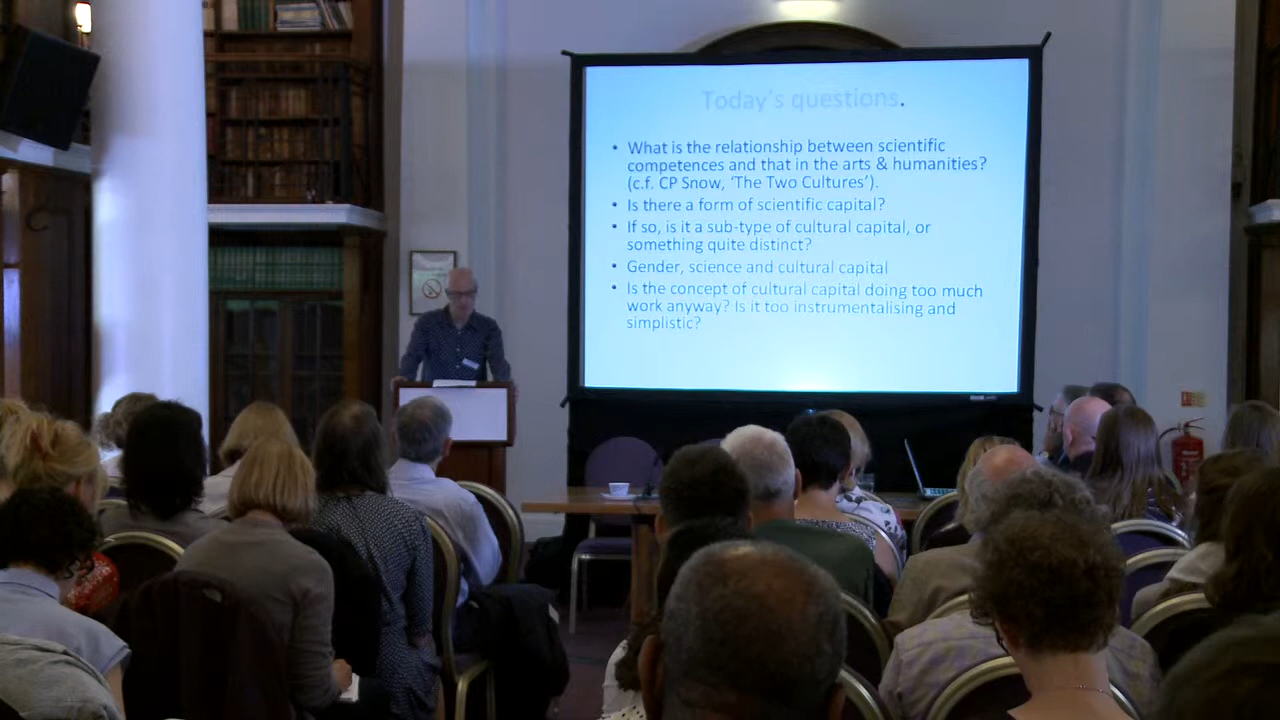 Today's questions.
• What is the relationship between scientific
competences and that in the arts & humanities?
(c.f. CP Snow, 'The Two Cultures').
• Is there a form of scientific capital?
• If so, is it a sub-type of cultural capital, or
something quite distinct?
• Gender, science and cultural capital
• Is the concept of cultural capital doing too much
work anyway? Is it too instrumentalising and
simplistic?